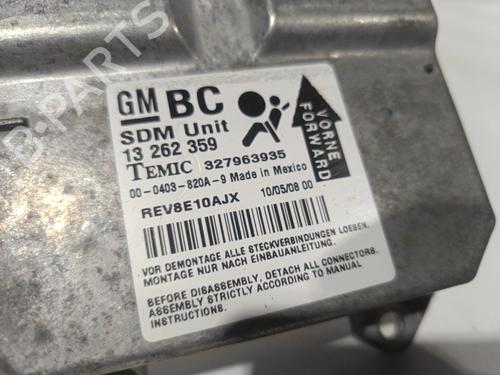 GM BC
SDM Unit
13 262 359
TEMIC 327963935
00-0403-820A-9 Made in Mexico
REV8E10AJX 10/05/08 00
VORNE
FORWARD
VOR DEMONTAGE ALLE STECKVERBINDUNGEN LOESEN.
MONTAGE NUR NACH EINBAUANLEITUNG.
BEFORE DISASSEMBLY, DETACH ALL CONNECTORS.
ASSEMBLY STRICTLY ACCORDING TO MANUAL
INSTRUCTIONS.